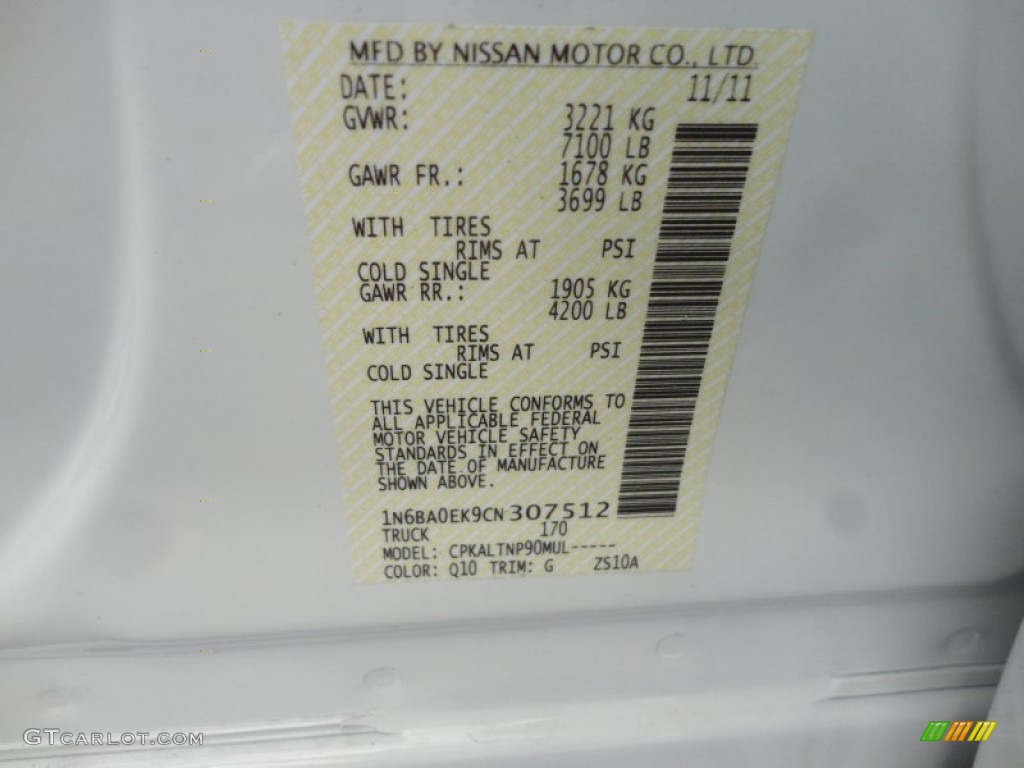 MFD BY NISSAN MOTOR CO., LTD.
DATE: 11/11
GVWR: 3221 KG
7100 LB
GAWR FR.: 1678 KG
3699 LB
WITH TIRES
RIMS AT PSI
COLD SINGLE
GAWR RR.: 1905 KG
4200 LB
WITH TIRES
RIMS AT PSI
COLD SINGLE
THIS VEHICLE CONFORMS TO
ALL APPLICABLE FEDERAL
MOTOR VEHICLE SAFETY
STANDARDS IN EFFECT ON
THE DATE OF MANUFACTURE
SHOWN ABOVE.
1N6BA0EK9CN307512
TRUCK 170
MODEL: CPKALTNP90MUL-----
COLOR: Q10 TRIM: G ZS10A
GTCARLOT.COM